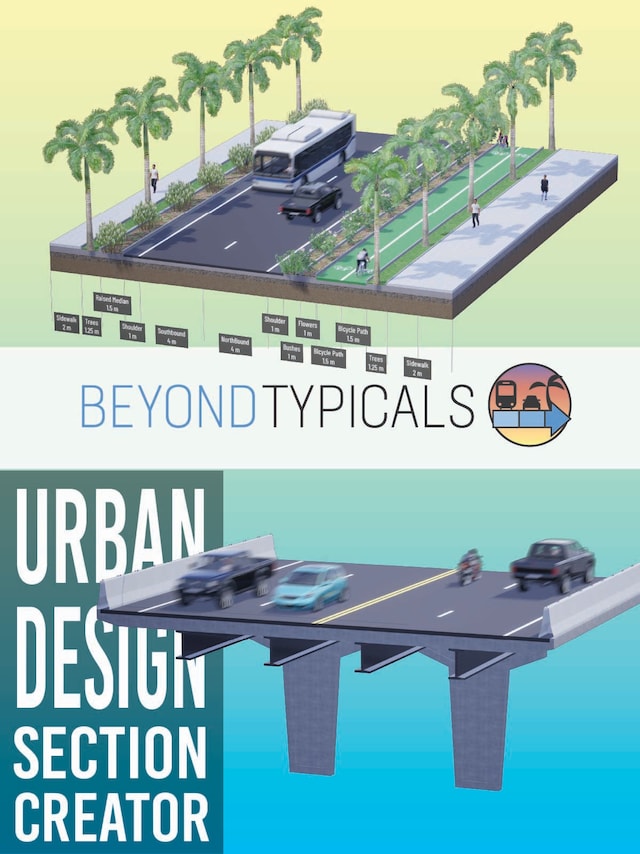 Sidewalk
2 m
Trees
1.25 m
Raised Median
1.5 m
Shoulder
1 m
Southbound
4 m
NorthBound
4 m
Shoulder
1 m
Bushes
1 m
Flowers
1 m
Bicycle Path
1.5 m
Bicycle Path
1.5 m
Trees
1.25 m
Sidewalk
2 m
BEYONDTYPICALS
URBAN
DESIGN
SECTION
CREATOR